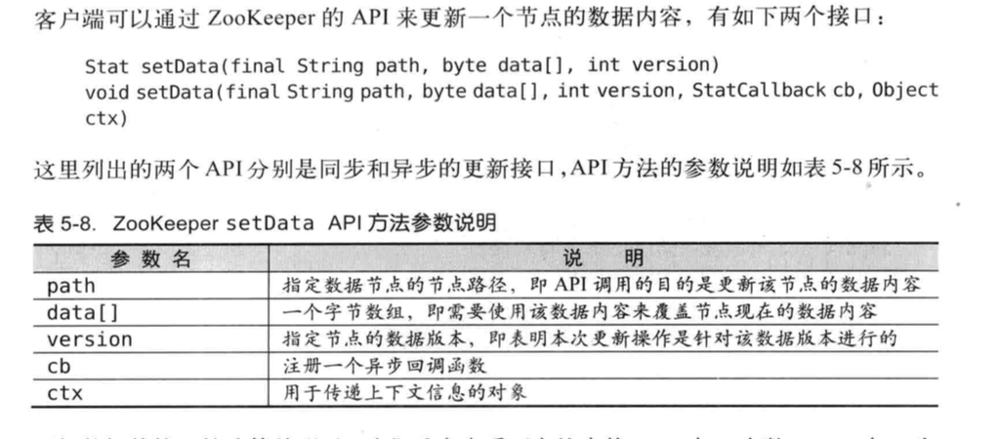 客户端可以通过 ZooKeeper 的 API 来更新一个节点的数据内容，有如下两个接口：
Stat setData(final String path, byte data[], int version)
void setData(final String path, byte data[], int version, StatCallback cb, Object
ctx)
这里列出的两个 API 分别是同步和异步的更新接口，API 方法的参数说明如表 5-8 所示。
表 5-8. ZooKeeper setData API 方法参数说明
参 数 名 说 明
path 指定数据节点的节点路径，即 API 调用的目的是更新该节点的数据内容
data[] 一个字节数组，即需要使用该数据内容来覆盖节点现在的数据内容
version 指定节点的数据版本，即表明本次更新操作是针对该数据版本进行的
cb 注册一个异步回调函数
ctx 用于传递上下文信息的对象